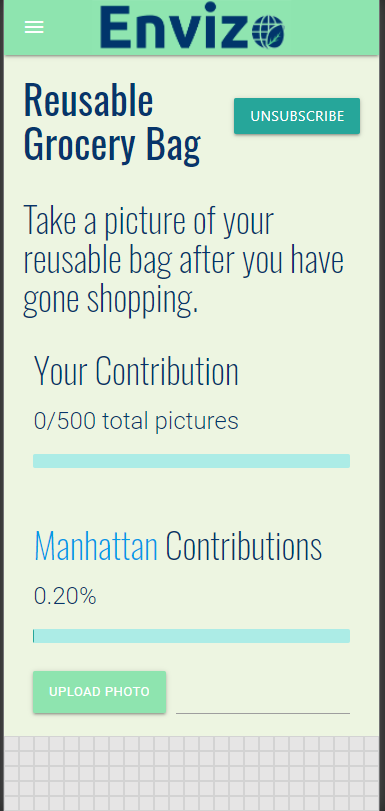 Envizo
Reusable
Grocery Bag
UNSUBSCRIBE
Take a picture of your
reusable bag after you have
gone shopping.
Your Contribution
0/500 total pictures
Manhattan Contributions
0.20%
UPLOAD PHOTO